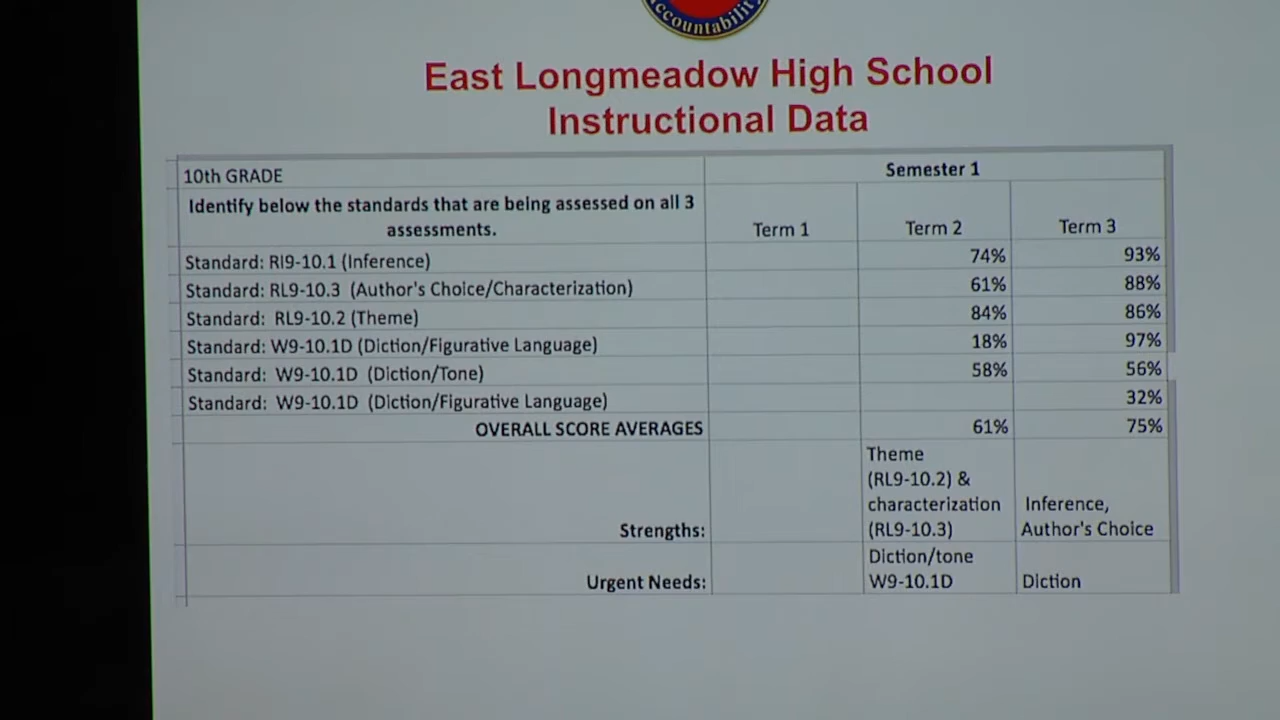 Accountability
East Longmeadow High School
Instructional Data
10th GRADE
Semester 1
Identify below the standards that are being assessed on all 3
assessments.
Term 1
Term 2
Term 3
Standard: RI9-10.1 (Inference) 74% 93%
Standard: RL9-10.3 (Author's Choice/Characterization) 61% 88%
Standard: RL9-10.2 (Theme) 84% 86%
Standard: W9-10.1D (Diction/Figurative Language) 18% 97%
Standard: W9-10.1D (Diction/Tone) 58% 56%
Standard: W9-10.1D (Diction/Figurative Language) 32%
OVERALL SCORE AVERAGES 61% 75%
Strengths:
Theme
(RL9-10.2) &
characterization
(RL9-10.3)
Inference,
Author's Choice
Urgent Needs:
Diction/tone
W9-10.1D
Diction